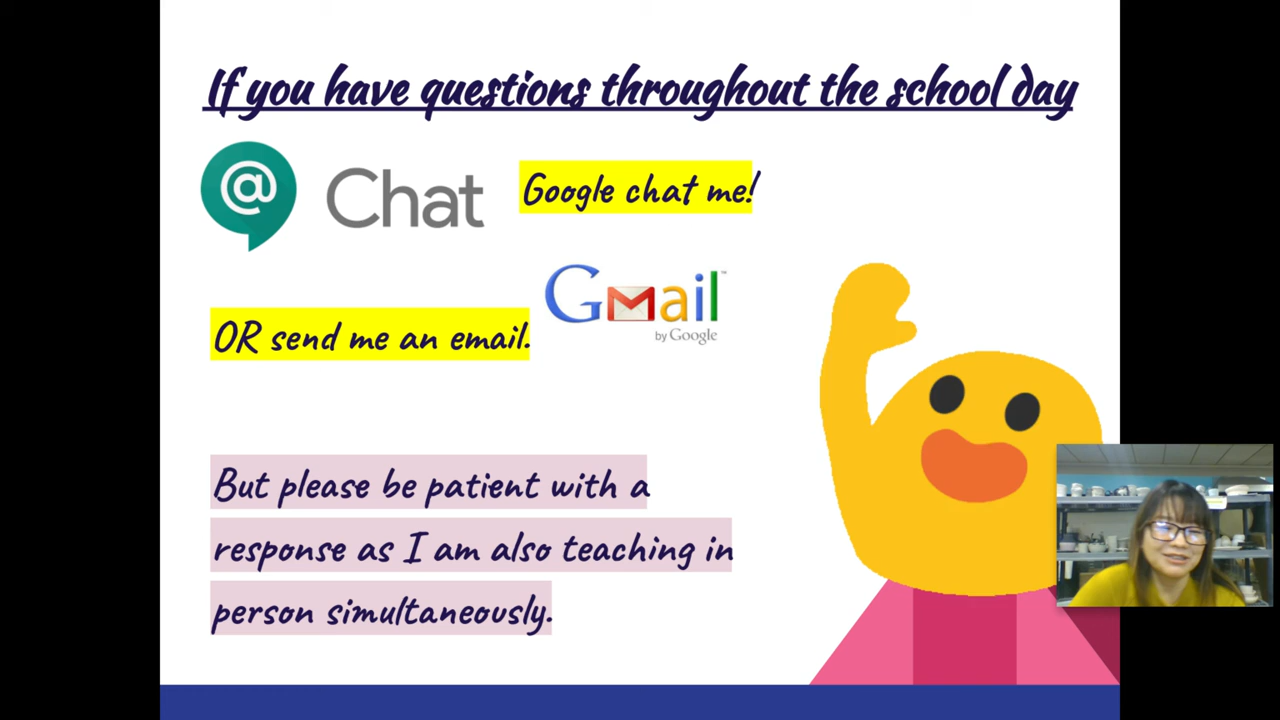 If you have questions throughout the school day
@ Chat Google chat me!
Gmail™
by Google
OR send me an email.
But please be patient with a
response as I am also teaching in
person simultaneously.